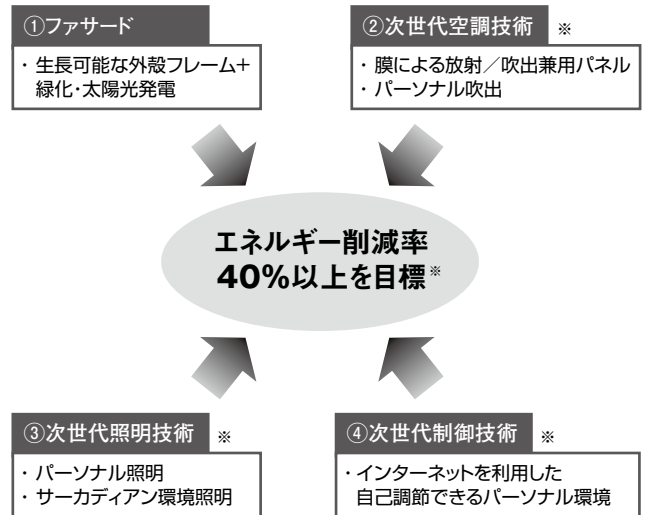 ①ファサード
・生長可能な外殻フレーム+
緑化・太陽光発電
②次世代空調技術 ※
・膜による放射／吹出兼用パネル
・パーソナル吹出
エネルギー削減率
40%以上を目標※
③次世代照明技術 ※
・パーソナル照明
・サーカディアン環境照明
④次世代制御技術 ※
・インターネットを利用した
自己調節できるパーソナル環境